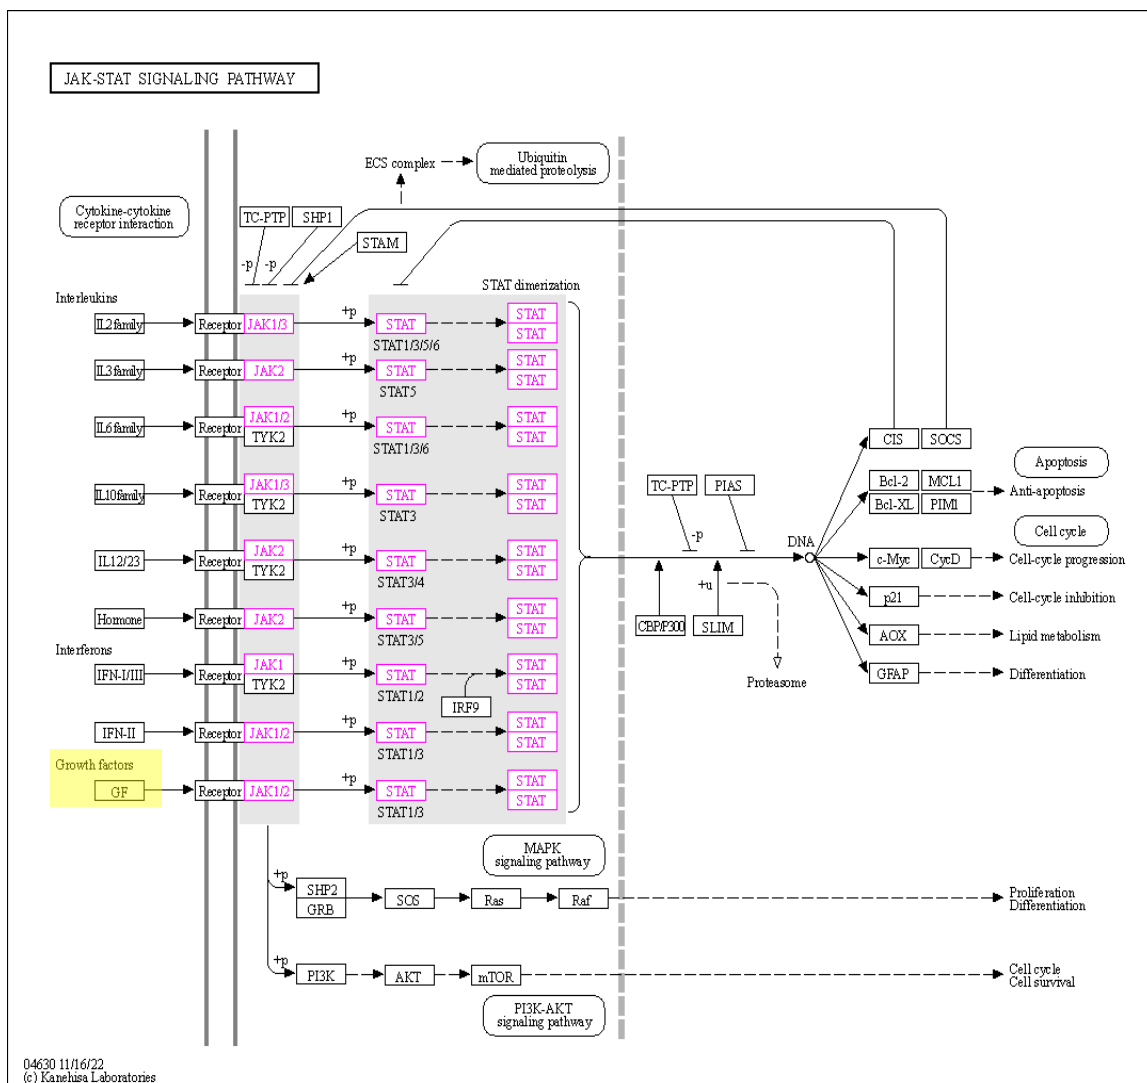 JAK-STAT SIGNALING PATHWAY
ECS complex
Ubiquitin
mediated proteolysis
Cytokine-cytokine
receptor interaction
TC-PTP
SHP1
STAM
-p
-p
STAT dimerization
Interleukins
IL2 family
Receptor
JAK1/3
+p
STAT
STAT1/3/5/6
STAT
STAT
IL3 family
Receptor
JAK2
+p
STAT
STAT5
STAT
STAT
IL6 family
Receptor
JAK1/2
TYK2
+p
STAT
STAT1/3/6
STAT
STAT
IL10 family
Receptor
JAK1/3
TYK2
+p
STAT
STAT3
STAT
STAT
IL12/23
Receptor
JAK2
TYK2
+p
STAT
STAT3/4
STAT
STAT
Hormone
Receptor
JAK2
+p
STAT
STAT3/5
STAT
STAT
Interferons
IFN-I/III
Receptor
JAK1
TYK2
+p
STAT
STAT1/2
IRF9
STAT
STAT
IFN-II
Receptor
JAK1/2
+p
STAT
STAT1/3
STAT
STAT
Growth factors
GF
Receptor
JAK1/2
+p
STAT
STAT1/3
STAT
STAT
TC-PTP
PIAS
-p
DNA
CBP/P300
+u
SLIM
Proteasome
CIS
SOCS
Bcl-2
MCL1
Bcl-XL
PIM1
Apoptosis
Anti-apoptosis
Cell cycle
c-Myc
CycD
Cell-cycle progression
p21
Cell-cycle inhibition
AOX
Lipid metabolism
GFAP
Differentiation
MAPK
signaling pathway
+p
SHP2
GRB
SOS
Ras
Raf
Proliferation
Differentiation
+p
PI3K
AKT
mTOR
Cell cycle
Cell survival
PI3K-AKT
signaling pathway
04630 11/16/22
(c) Kanehisa Laboratories